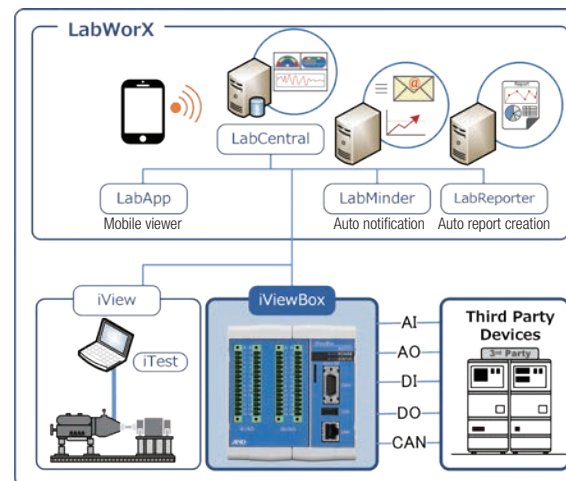 LabWorX
LabCentral
@
Report
LabApp
LabMinder
LabReporter
Mobile viewer
Auto notification
Auto report creation
iView
iViewBox
iTest
AI
AO
DI
DO
CAN
Third Party
Devices
3rd Party
AND